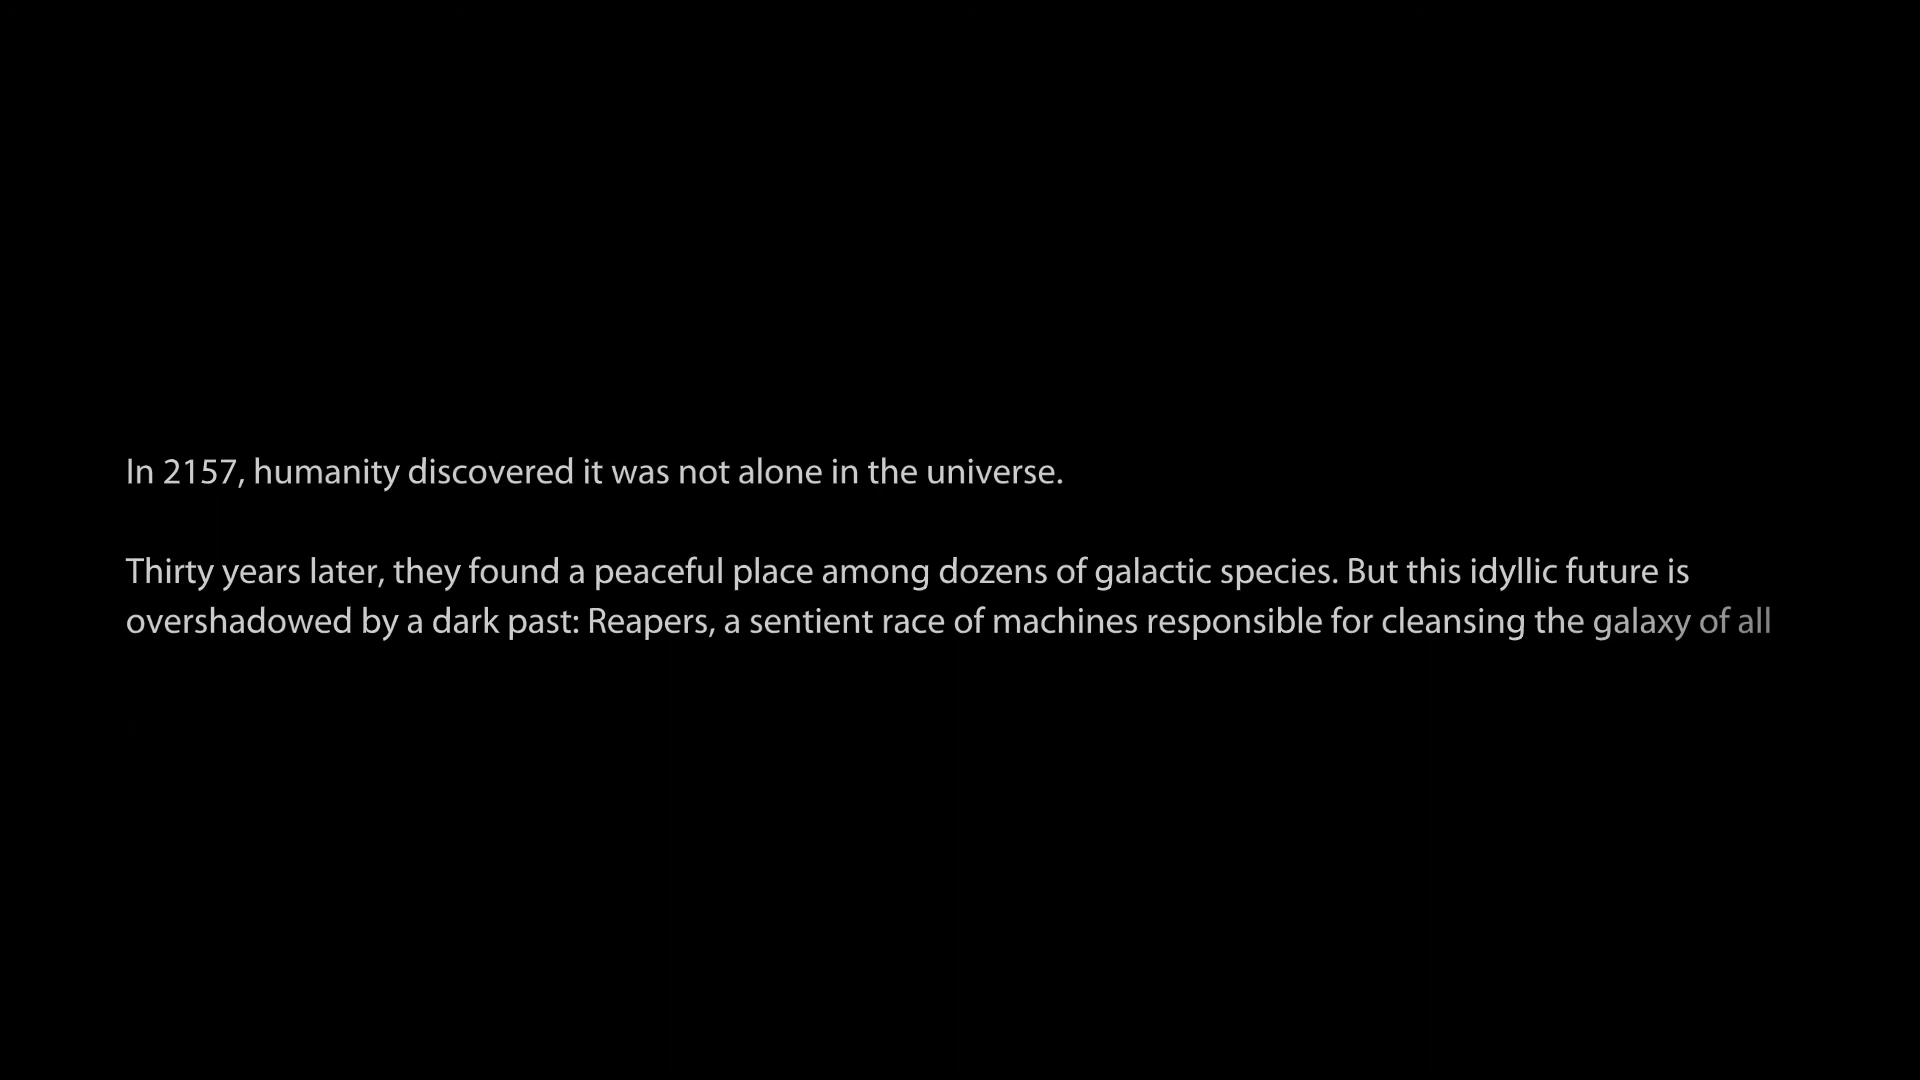 In 2157, humanity discovered it was not alone in the universe.
Thirty years later, they found a peaceful place among dozens of galactic species. But this idyllic future is
overshadowed by a dark past: Reapers, a sentient race of machines responsible for cleansing the galaxy of all